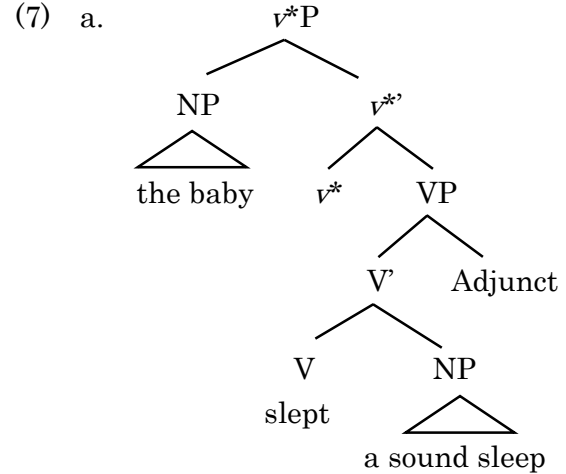 (7) a. v*P
NP v*’
the baby v* VP
V’ Adjunct
V NP
slept
a sound sleep